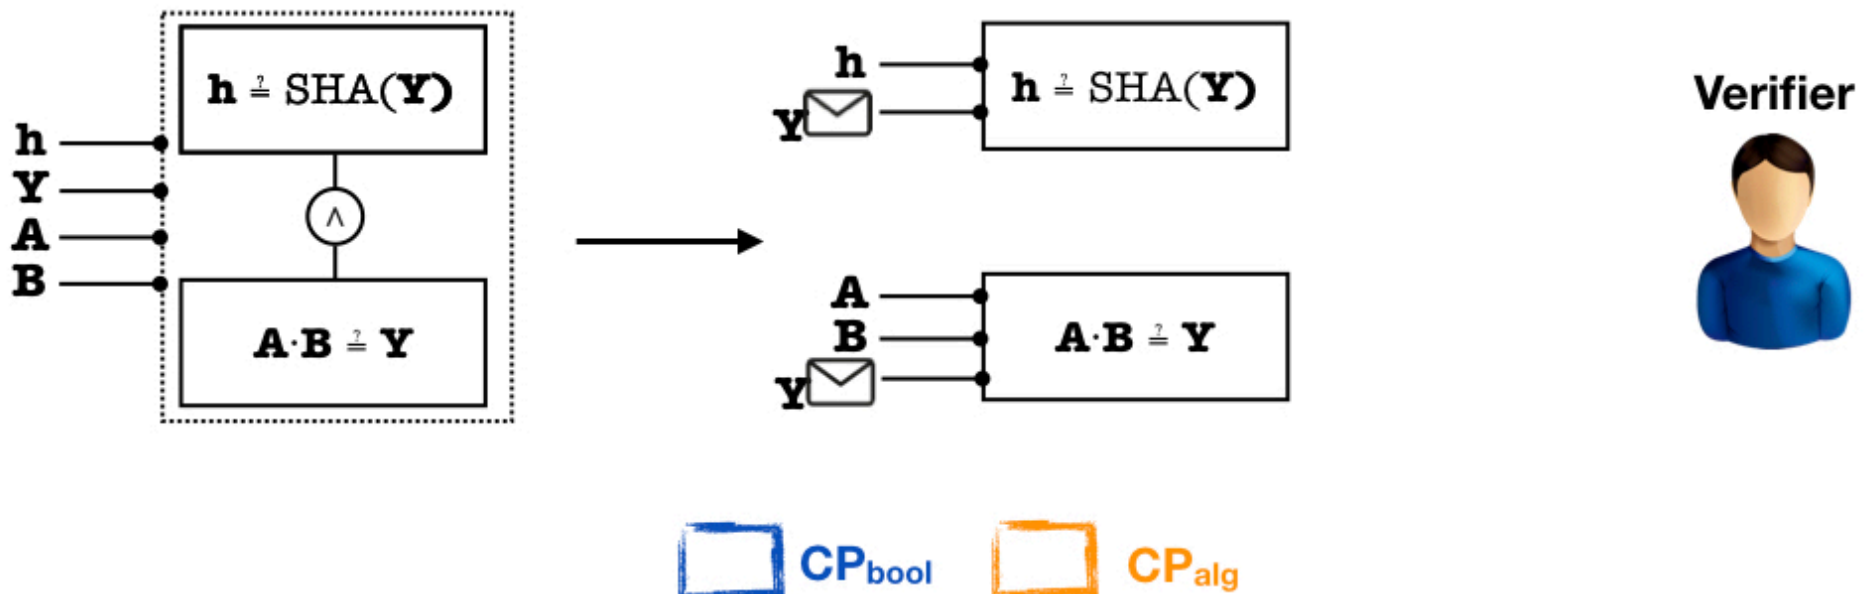 h ≟ SHA(Y)
h
Y
A
B
∧
A·B ≟ Y
h
Y
h ≟ SHA(Y)
A
B
Y
A·B ≟ Y
Verifier
CPbool
CPalg